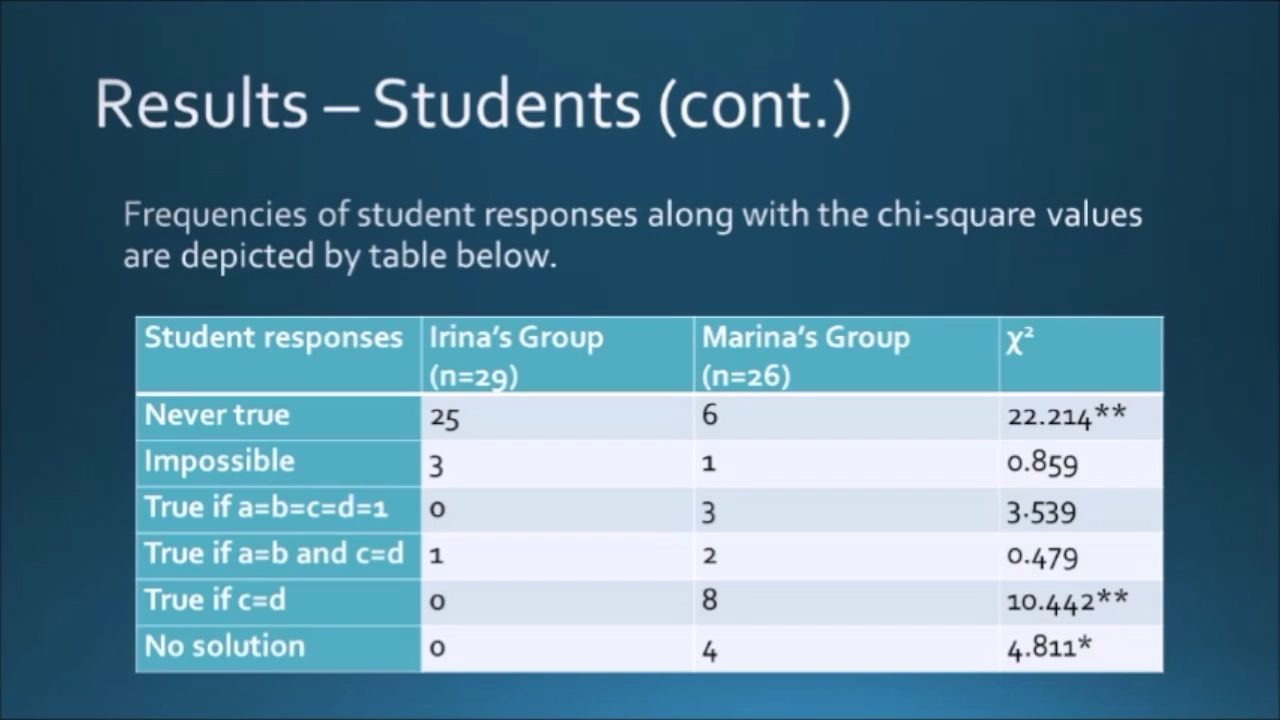 Results – Students (cont.)
Frequencies of student responses along with the chi-square values
are depicted by table below.
Student responses Irina's Group (n=29) Marina's Group (n=26) χ²
Never true 25 6 22.214**
Impossible 3 1 0.859
True if a=b=c=d=1 0 3 3.539
True if a=b and c=d 1 2 0.479
True if c=d 0 8 10.442**
No solution 0 4 4.811*